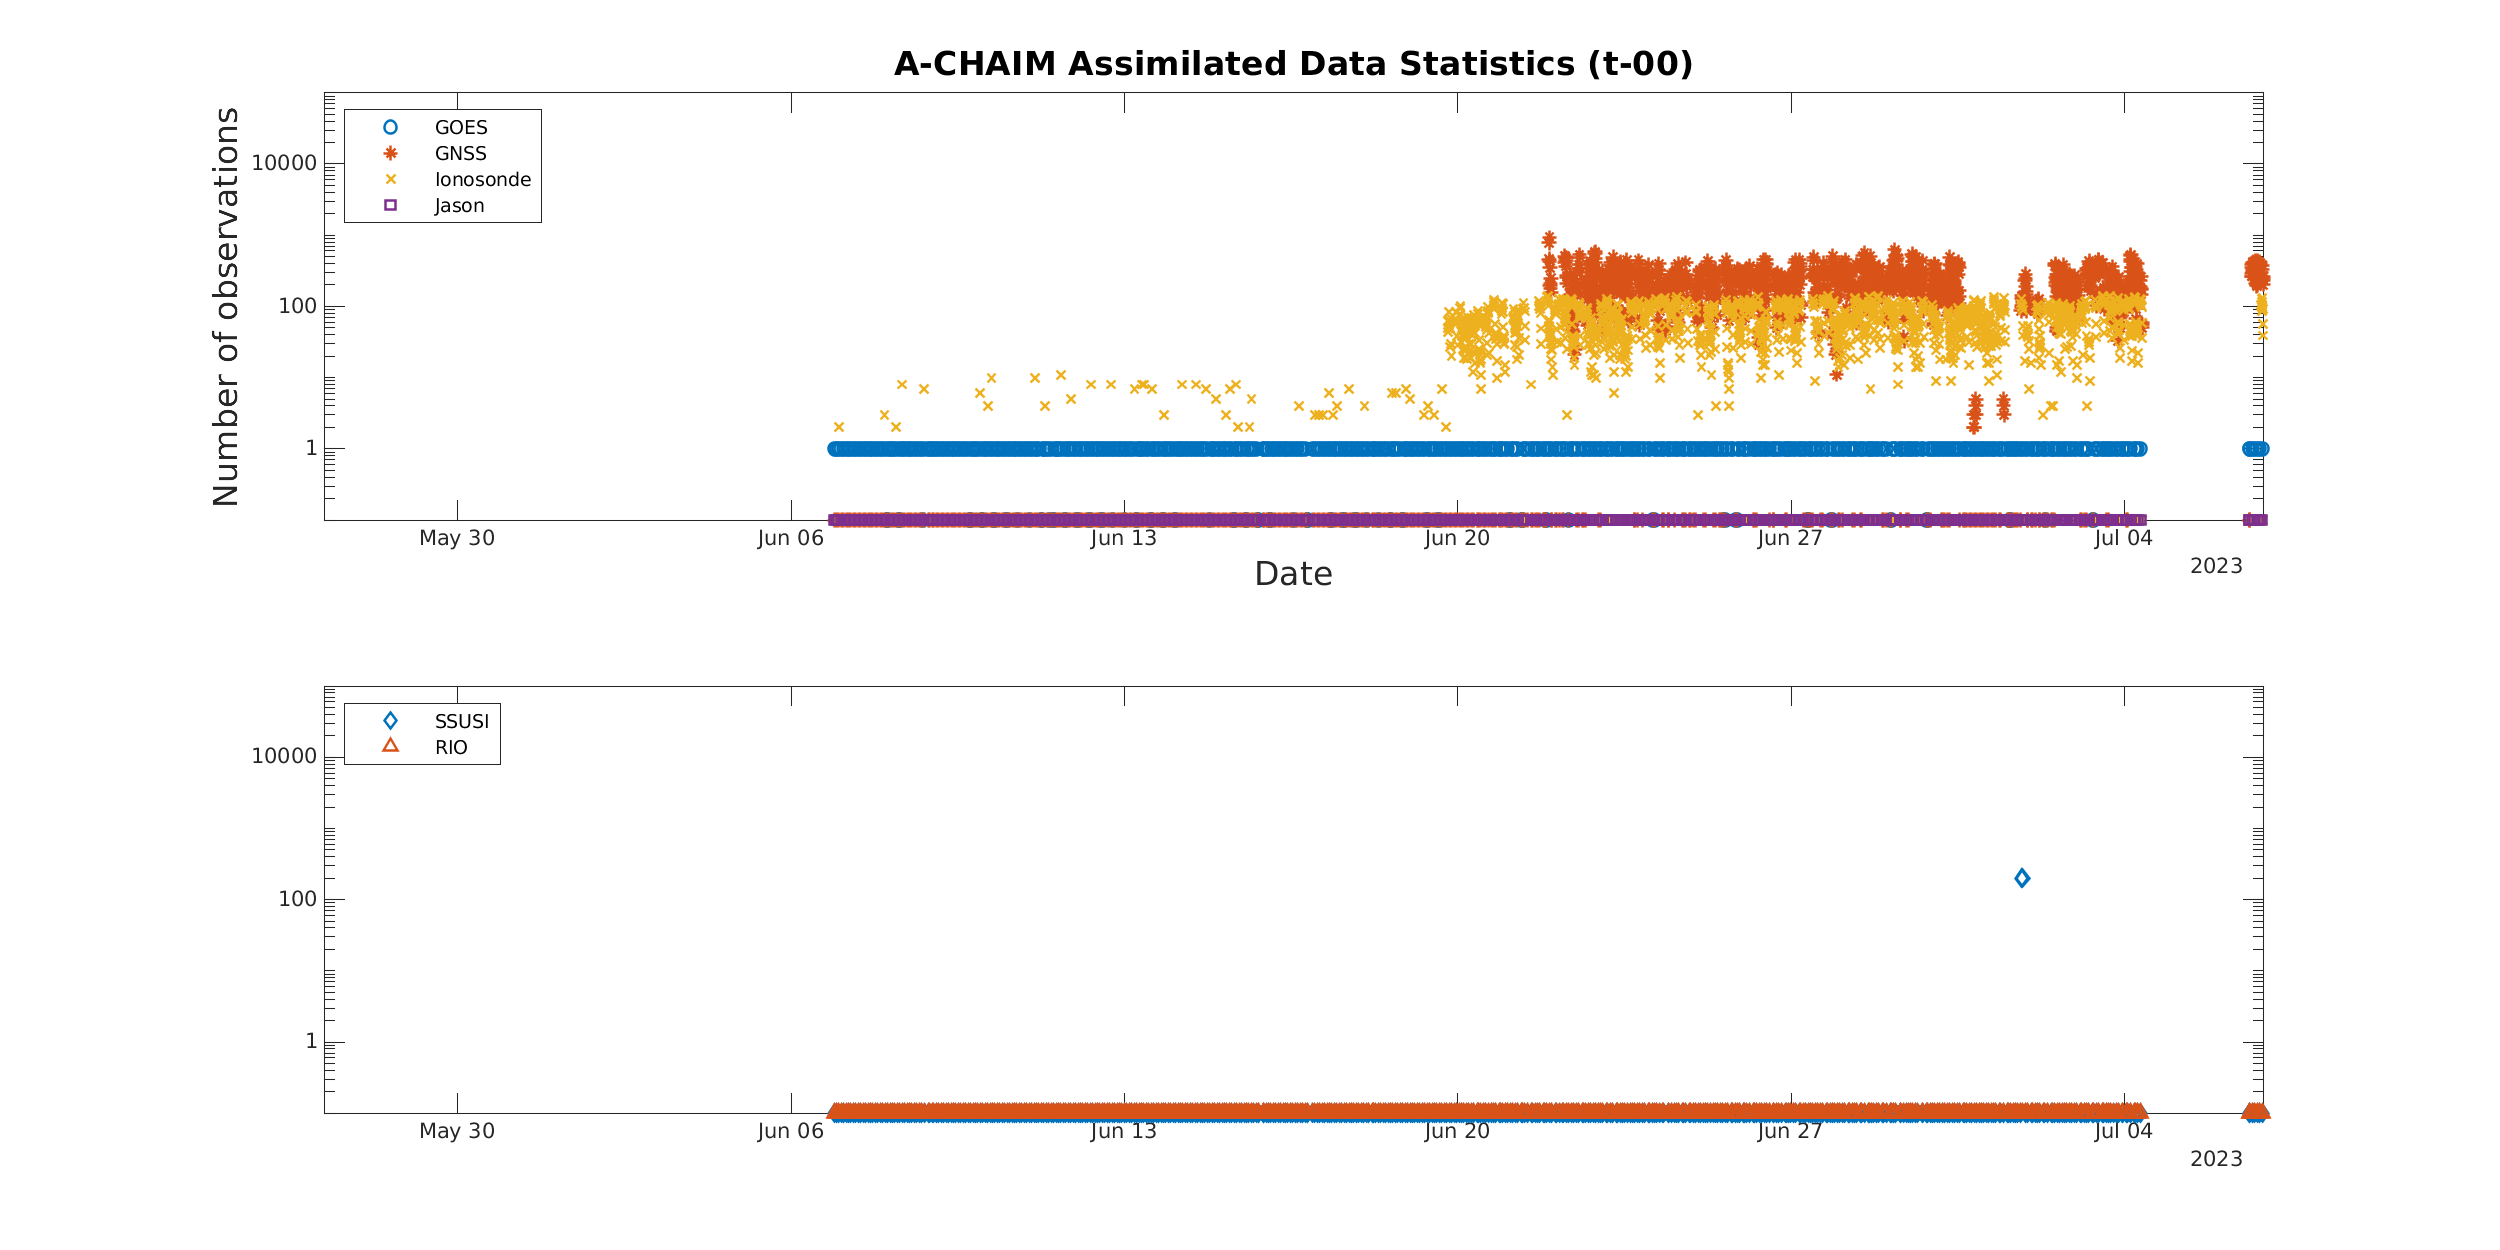 A-CHAIM Assimilated Data Statistics (t-00)
GOES
GNSS
Ionosonde
Jason
Number of observations
10000
100
1
May 30 Jun 06 Jun 13 Jun 20 Jun 27 Jul 04
2023
Date
SSUSI
RIO
10000
100
1
May 30 Jun 06 Jun 13 Jun 20 Jun 27 Jul 04
2023